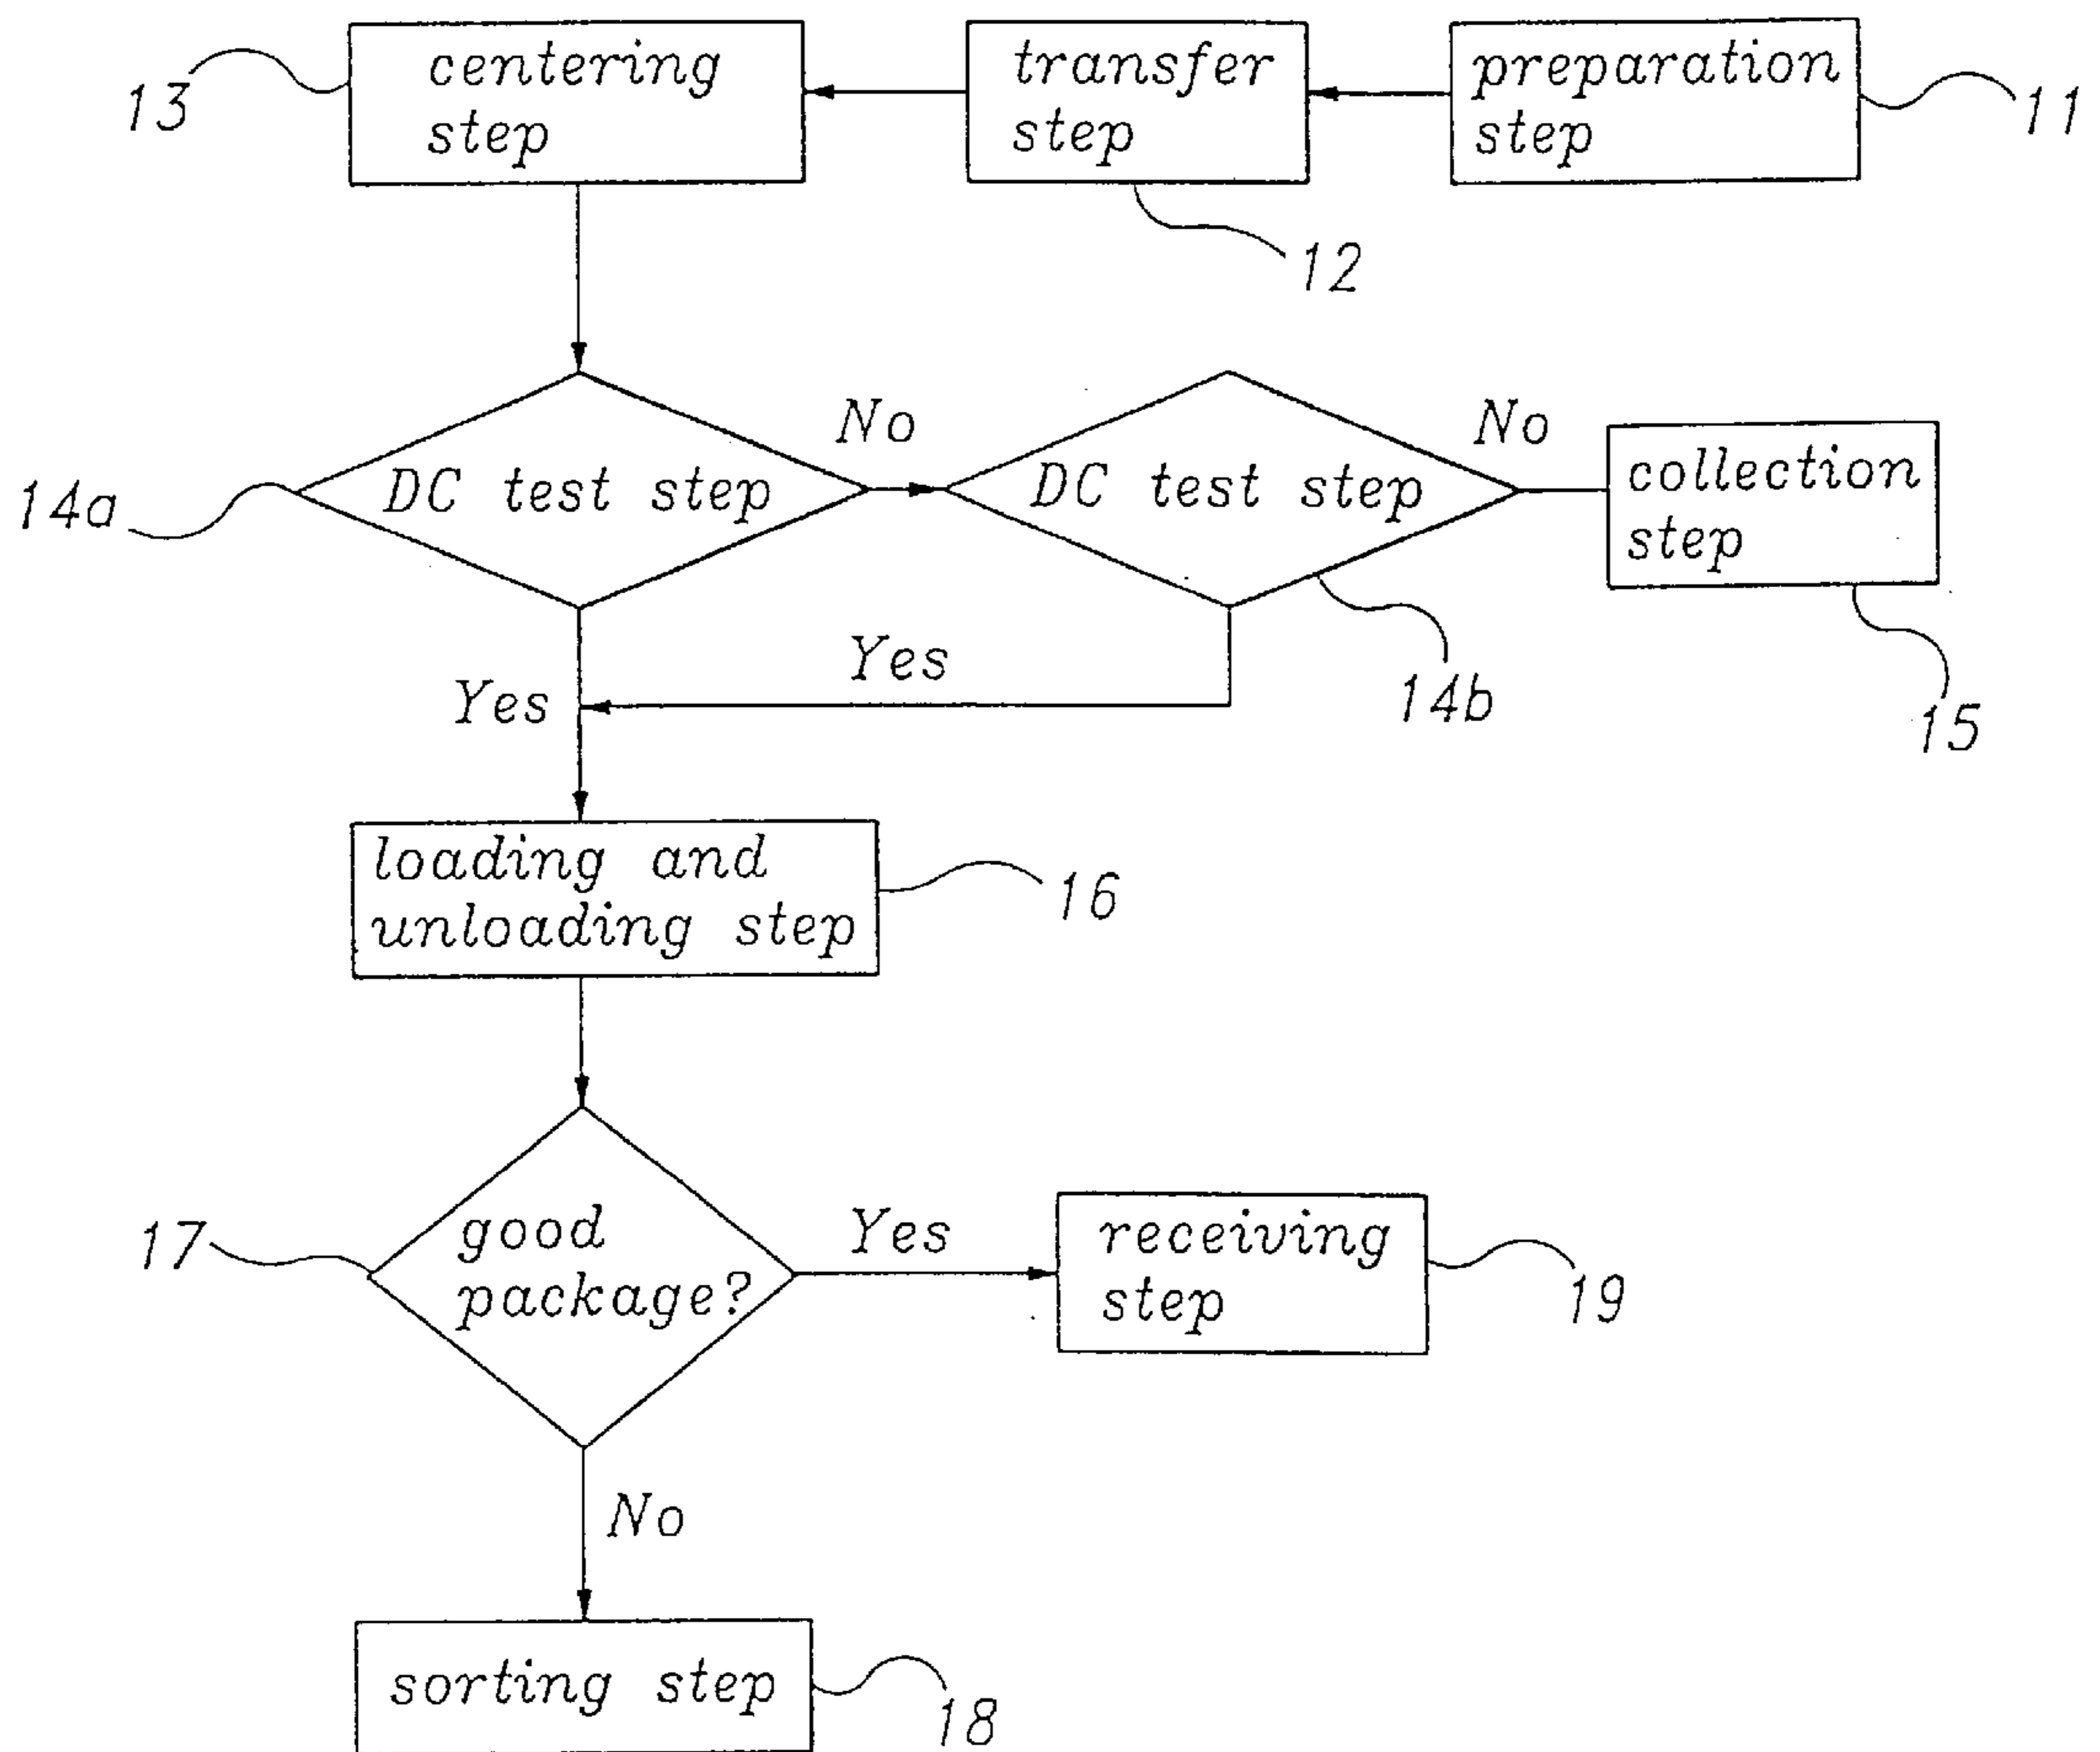 centering
step
13
transfer
step
12
preparation
step
11
DC test step
14a
No
DC test step
14b
No
collection
step
15
Yes
Yes
loading and
unloading step
16
good
package?
17
Yes
receiving
step
19
No
sorting step
18